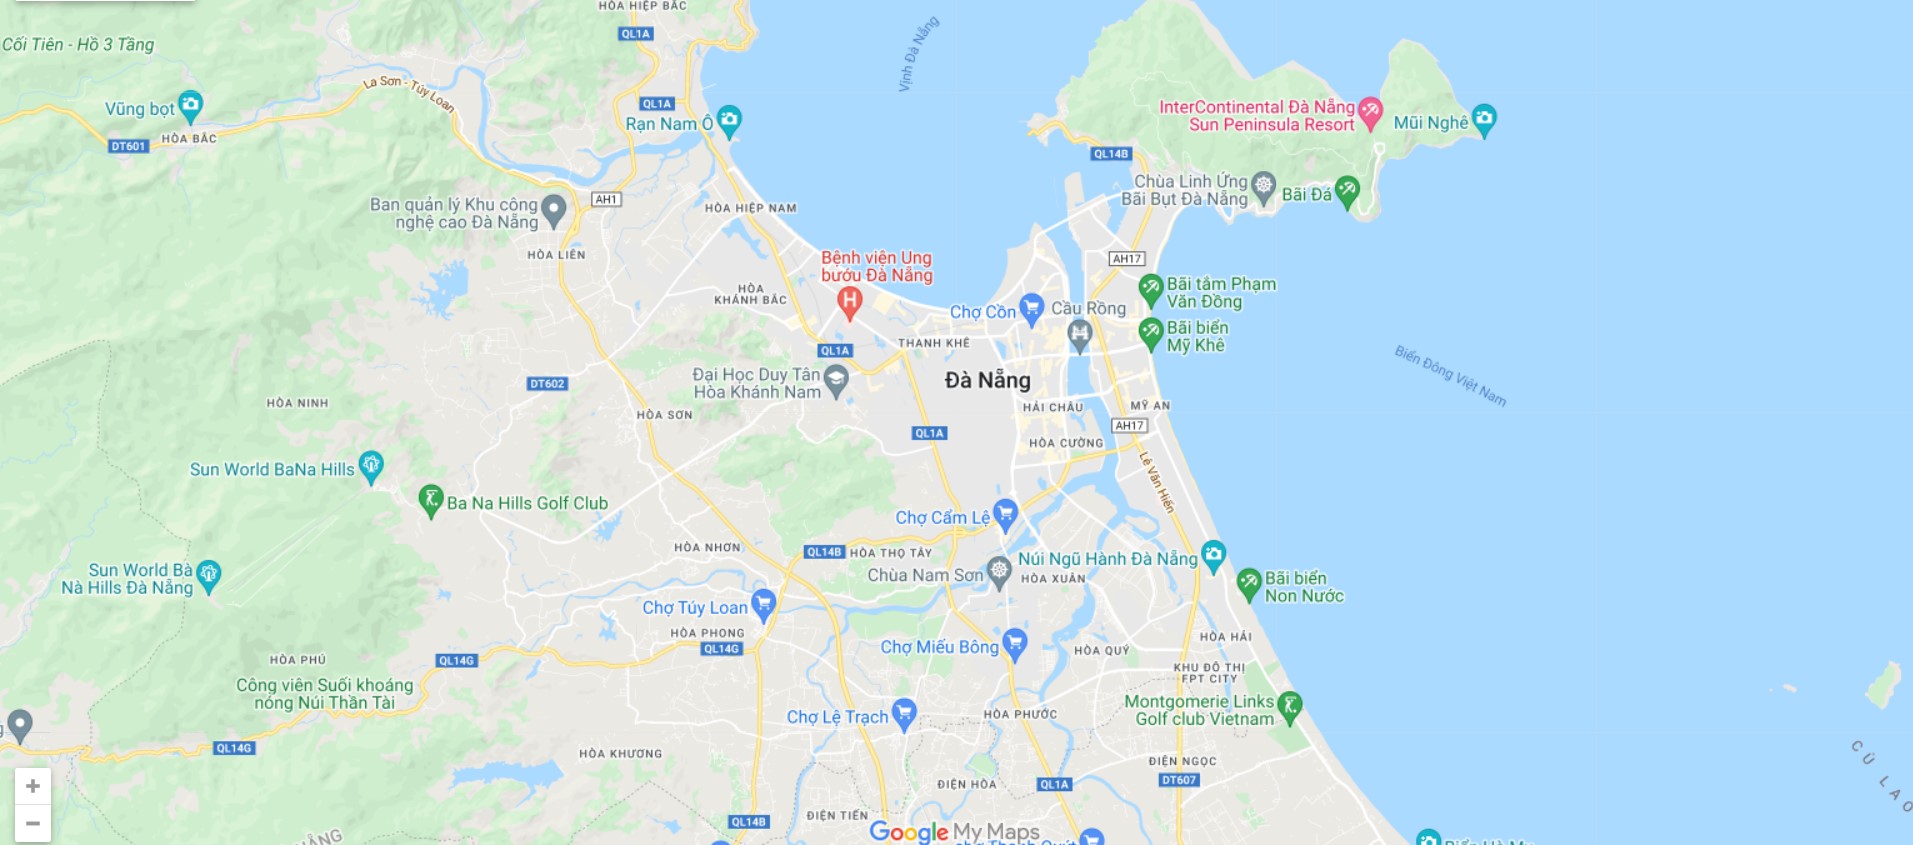 HÒA HIỆP BẮC
QL1A
Cối Tiên - Hồ 3 Tầng
Vịnh Đà Nẵng
La Sơn - Túy Loan
Vũng bọt
HÒA BẮC
DT601
QL1A
Rạn Nam Ô
InterContinental Đà Nẵng
Sun Peninsula Resort
Mũi Nghê
QL14B
Chùa Linh Ứng
Bãi Bụt Đà Nẵng
Bãi Đá
Ban quản lý Khu công
nghệ cao Đà Nẵng
AH1
HÒA HIỆP NAM
HÒA LIÊN
Bệnh viện Ung
bướu Đà Nẵng
AH17
HÒA
KHÁNH BẮC
Bãi tắm Phạm
Văn Đồng
Chợ Cồn
Cầu Rồng
Bãi biển
Mỹ Khê
THANH KHÊ
QL1A
Biển Đông Việt Nam
Đại Học Duy Tân
Hòa Khánh Nam
Đà Nẵng
DT602
HÒA NINH
HÒA SƠN
HẢI CHÂU
MỸ AN
AH17
QL1A
HÒA CƯỜNG
Lê Văn Hiến
Sun World BaNa Hills
Ba Na Hills Golf Club
Chợ Cẩm Lệ
HÒA NHƠN
QL14B
HÒA THỌ TÂY
Núi Ngũ Hành Đà Nẵng
Chùa Nam Sơn
HÒA XUÂN
Sun World Bà
Nà Hills Đà Nẵng
Bãi biển
Non Nước
Chợ Túy Loan
HÒA PHONG
QL14G
HÒA HẢI
Chợ Miếu Bông
HÒA QUÝ
QL14G
HÒA PHÚ
KHU ĐÔ THỊ
FPT CITY
Công viên Suối khoáng
nóng Núi Thần Tài
Montgomerie Links
Golf club Vietnam
Chợ Lệ Trạch
HÒA PHƯỚC
QL14G
HÒA KHƯƠNG
CÙ LAO
ĐIỆN NGỌC
DT607
ĐIỆN HÒA
QL1A
+
−
QL14B
ĐIỆN TIẾN
Google My Maps